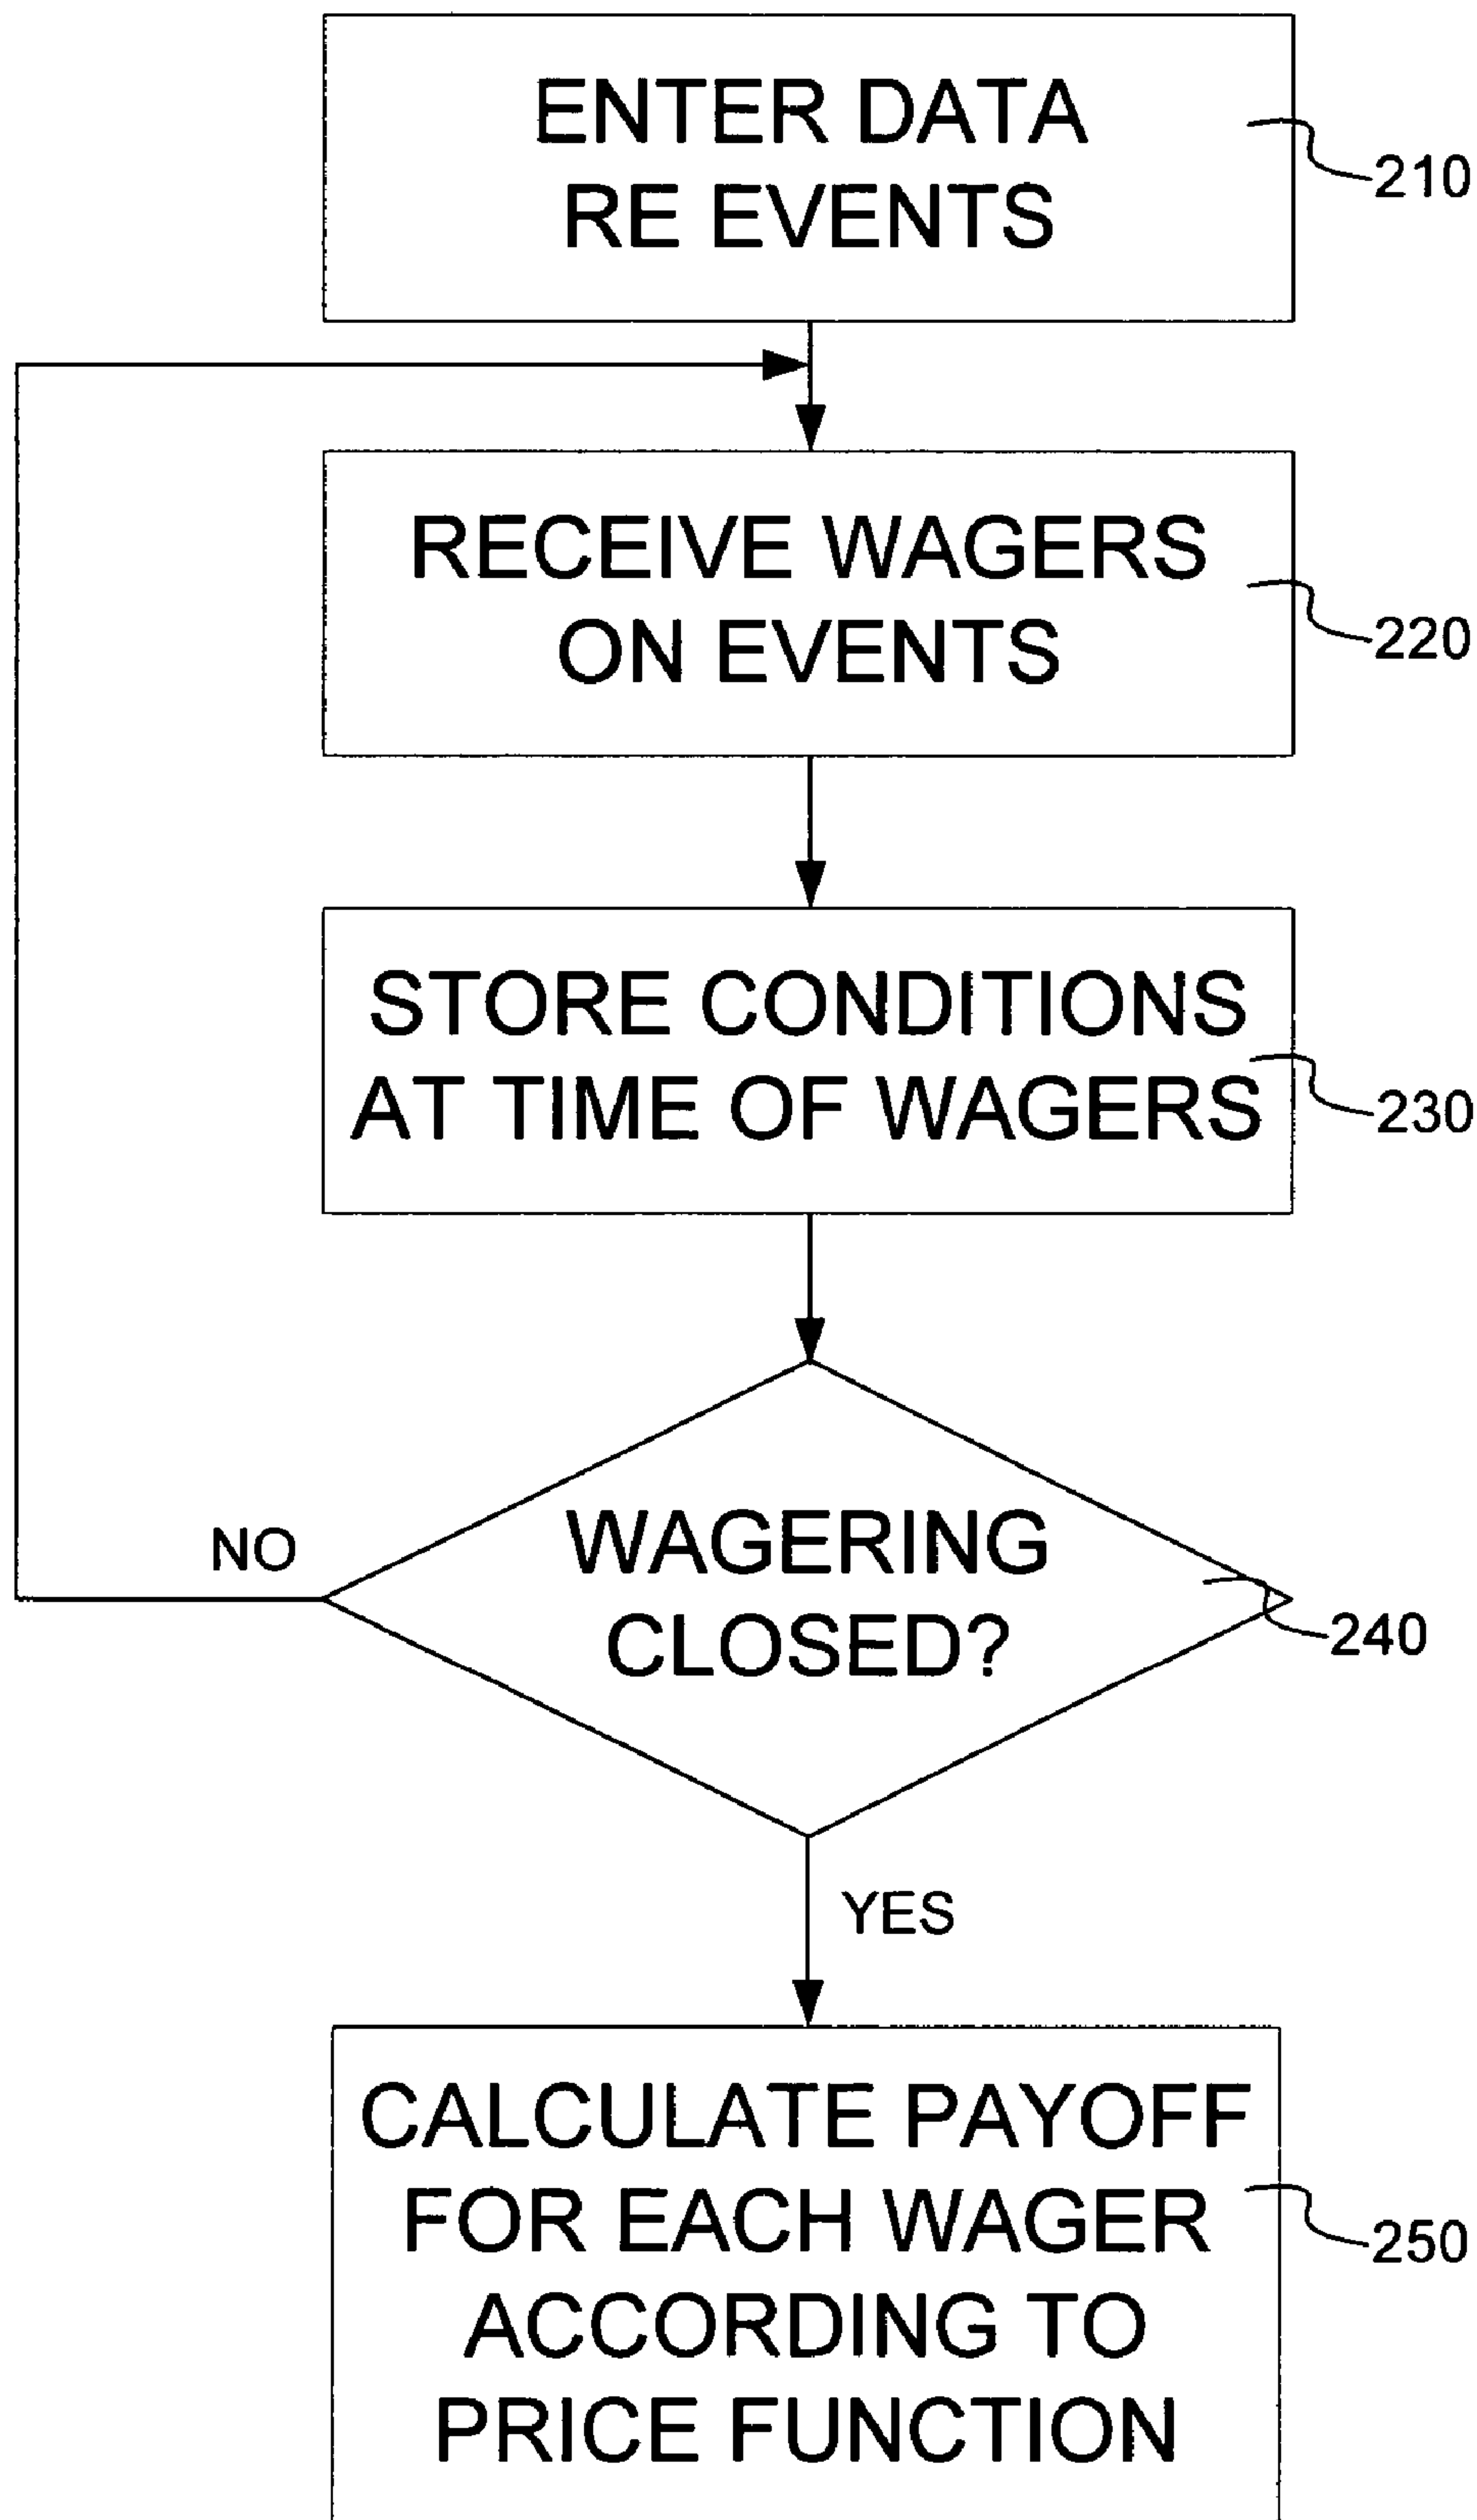 ENTER DATA
RE EVENTS
210
RECEIVE WAGERS
ON EVENTS
220
STORE CONDITIONS
AT TIME OF WAGERS
230
WAGERING
CLOSED?
NO
240
YES
CALCULATE PAYOFF
FOR EACH WAGER
ACCORDING TO
PRICE FUNCTION
250